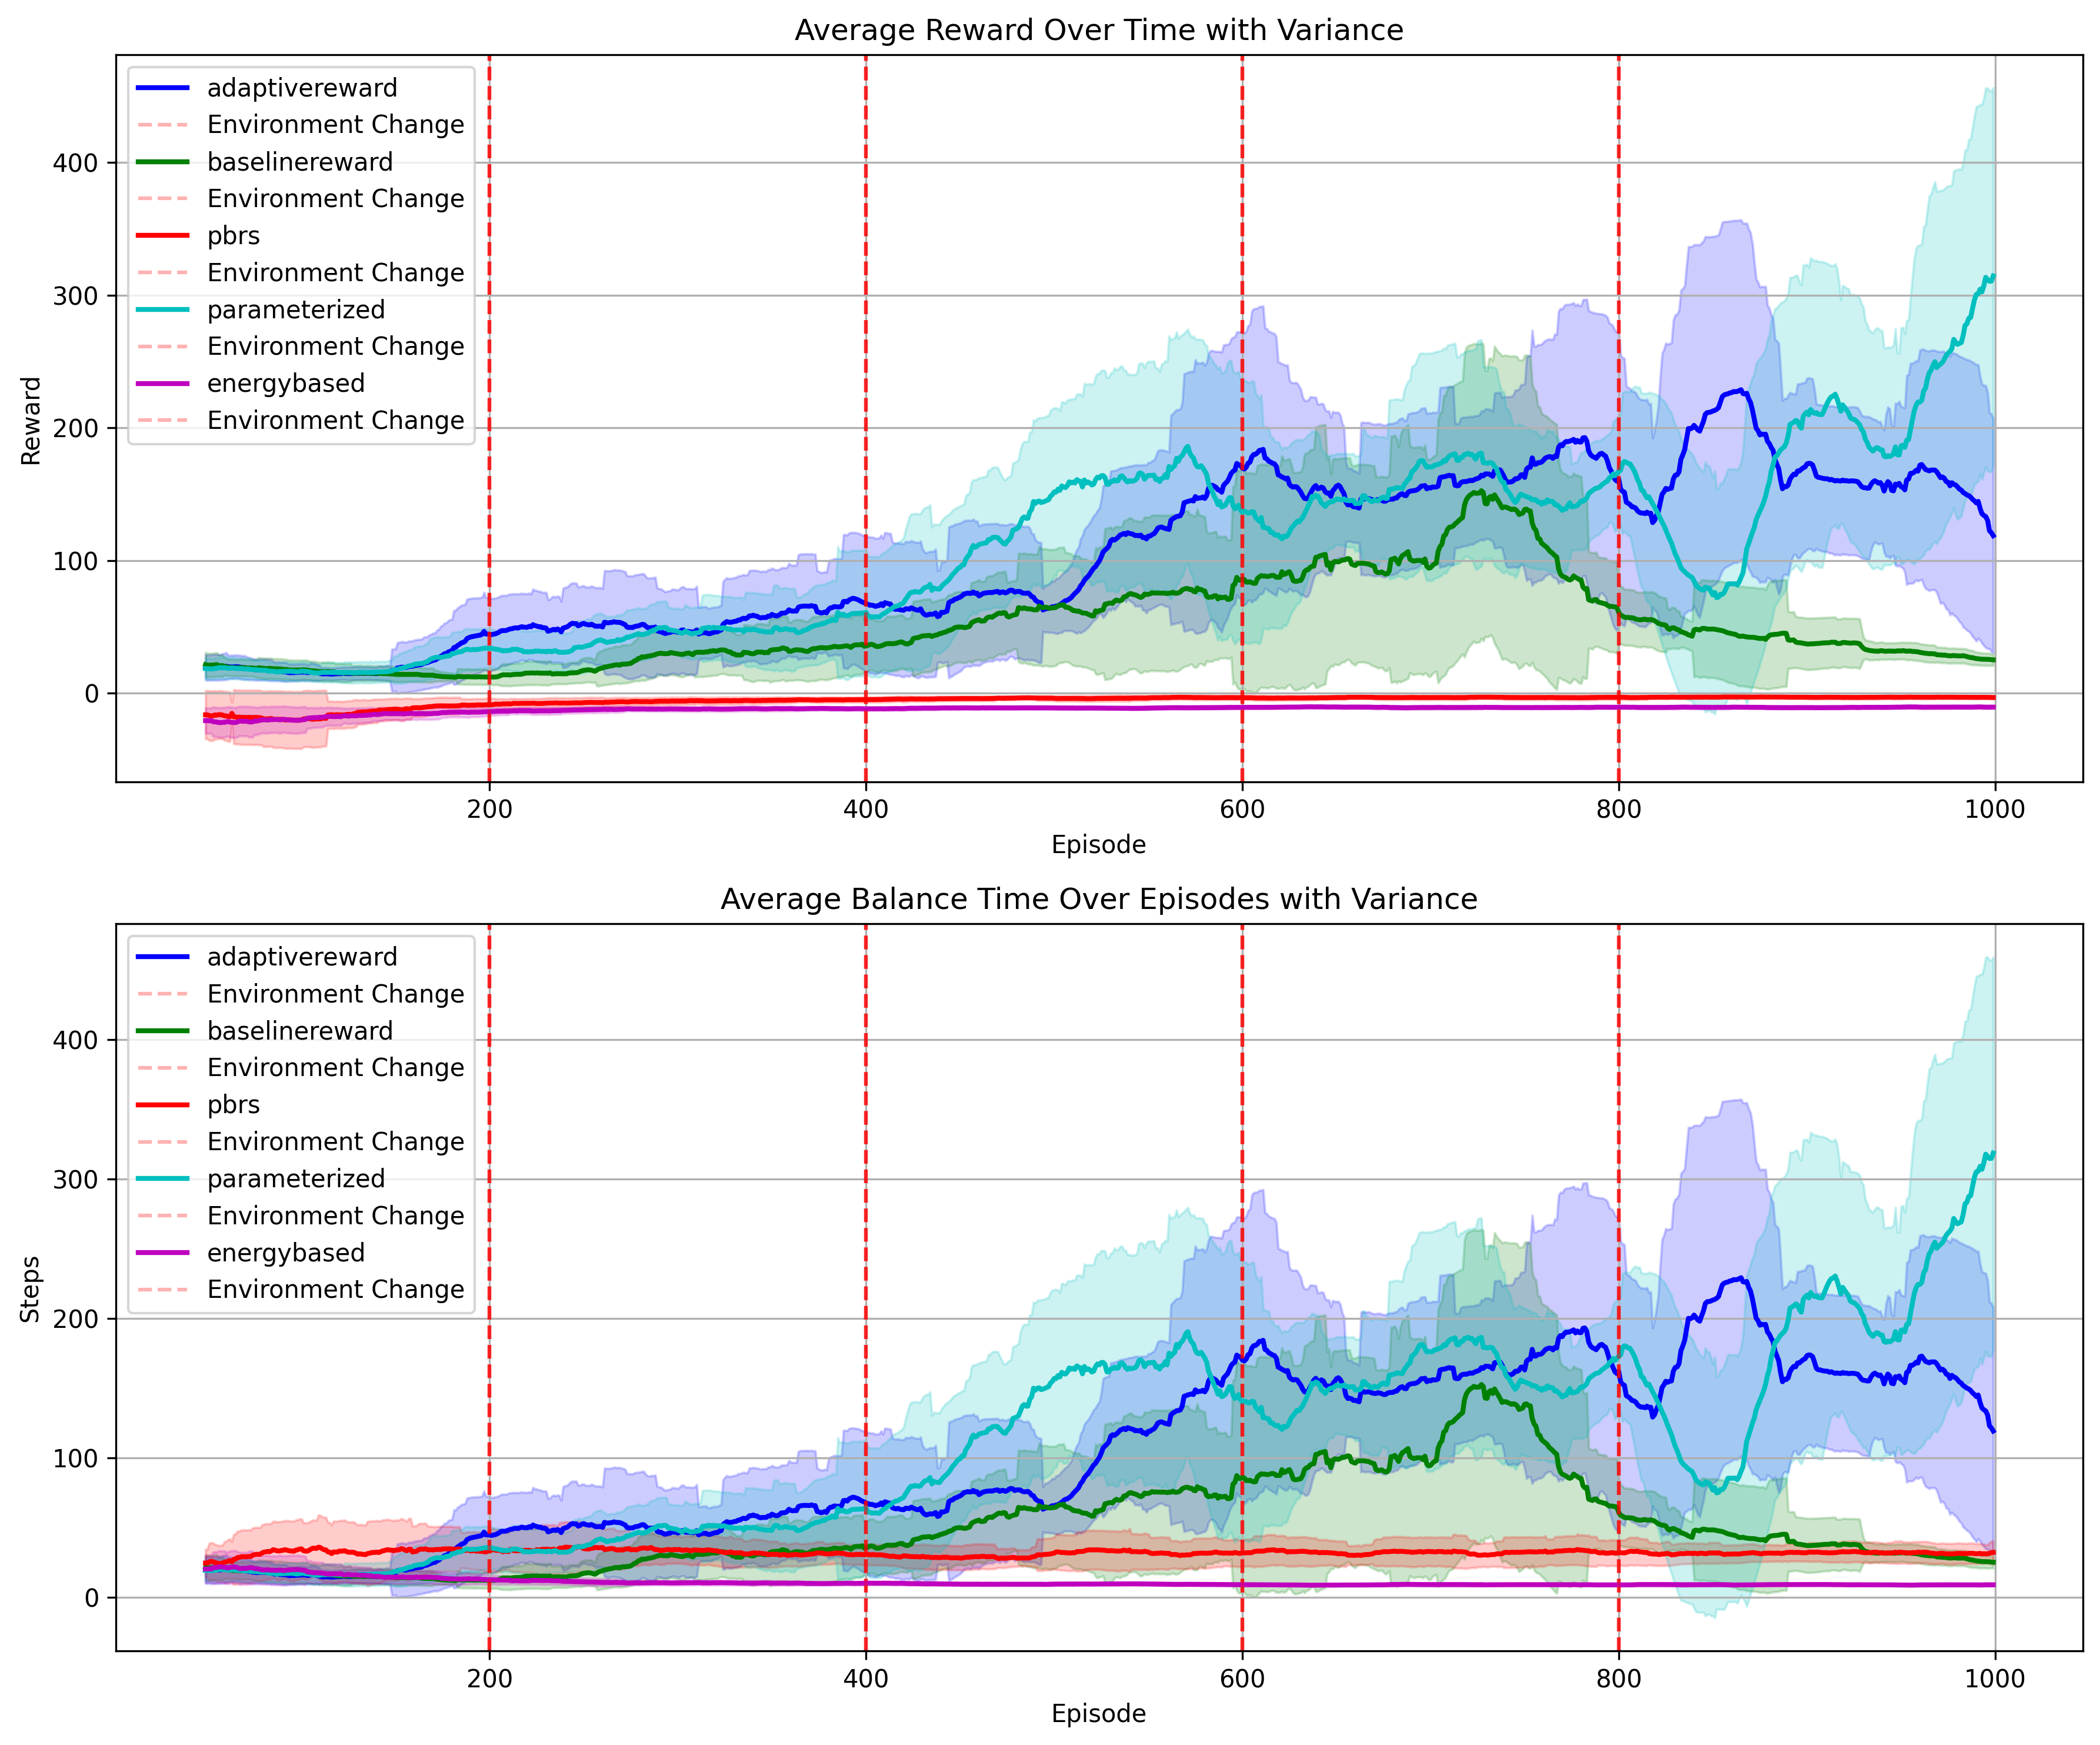 Average Reward Over Time with Variance
adaptivereward
Environment Change
baselinereward
Environment Change
pbrs
Environment Change
parameterized
Environment Change
energybased
Environment Change
400
300
200
100
0
Reward
200
400
600
800
1000
Episode
Average Balance Time Over Episodes with Variance
adaptivereward
Environment Change
baselinereward
Environment Change
pbrs
Environment Change
parameterized
Environment Change
energybased
Environment Change
400
300
200
100
0
Steps
200
400
600
800
1000
Episode